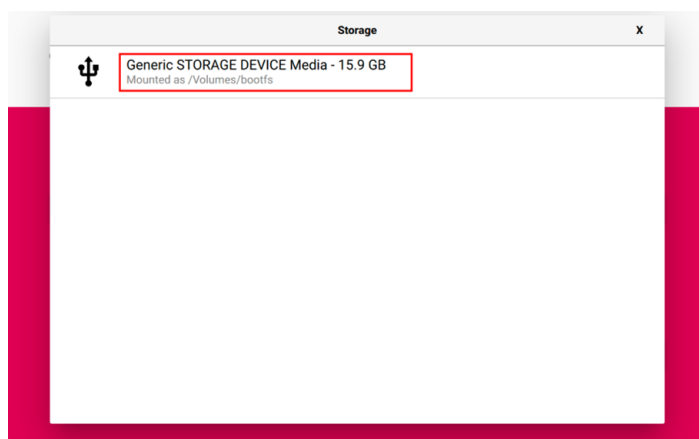 Storage
X
Generic STORAGE DEVICE Media - 15.9 GB
Mounted as /Volumes/bootfs